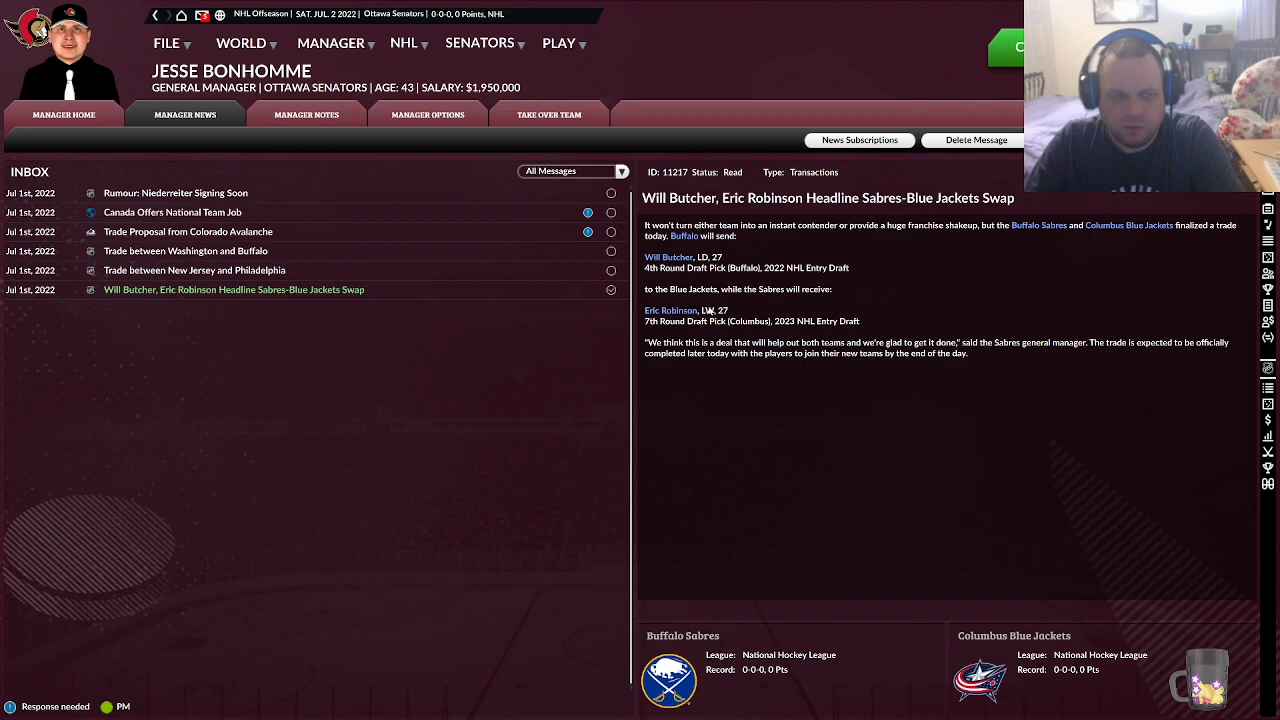 NHL Offseason | SAT. JUL. 2 2022 | Ottawa Senators | 0-0-0, 0 Points, NHL
FILE WORLD MANAGER NHL SENATORS PLAY
JESSE BONHOMME
GENERAL MANAGER | OTTAWA SENATORS | AGE: 43 | SALARY: $1,950,000
MANAGER HOME MANAGER NEWS MANAGER NOTES MANAGER OPTIONS TAKE OVER TEAM
News Subscriptions Delete Message
INBOX
All Messages
Jul 1st, 2022 Rumour: Niederreiter Signing Soon
Jul 1st, 2022 Canada Offers National Team Job
Jul 1st, 2022 Trade Proposal from Colorado Avalanche
Jul 1st, 2022 Trade between Washington and Buffalo
Jul 1st, 2022 Trade between New Jersey and Philadelphia
Jul 1st, 2022 Will Butcher, Eric Robinson Headline Sabres-Blue Jackets Swap
ID: 11217 Status: Read Type: Transactions
Will Butcher, Eric Robinson Headline Sabres-Blue Jackets Swap
It won't turn either team into an instant contender or provide a huge franchise shakeup, but the Buffalo Sabres and Columbus Blue Jackets finalized a trade
today. Buffalo will send:
Will Butcher, LD, 27
4th Round Draft Pick (Buffalo), 2022 NHL Entry Draft
to the Blue Jackets, while the Sabres will receive:
Eric Robinson, LW, 27
7th Round Draft Pick (Columbus), 2023 NHL Entry Draft
"We think this is a deal that will help out both teams and we're glad to get it done," said the Sabres general manager. The trade is expected to be officially
completed later today with the players to join their new teams by the end of the day.
Buffalo Sabres
League: National Hockey League
Record: 0-0-0, 0 Pts
Columbus Blue Jackets
League: National Hockey League
Record: 0-0-0, 0 Pts
Response needed PM